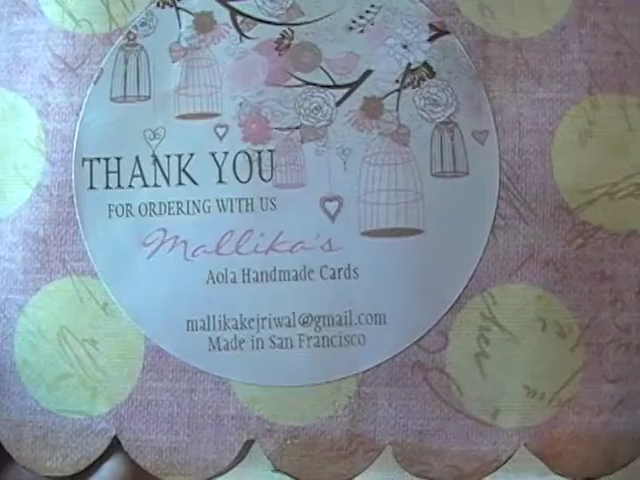 THANK YOU
FOR ORDERING WITH US
Mallika's
Aola Handmade Cards
mallikakejriwal@gmail.com
Made in San Francisco